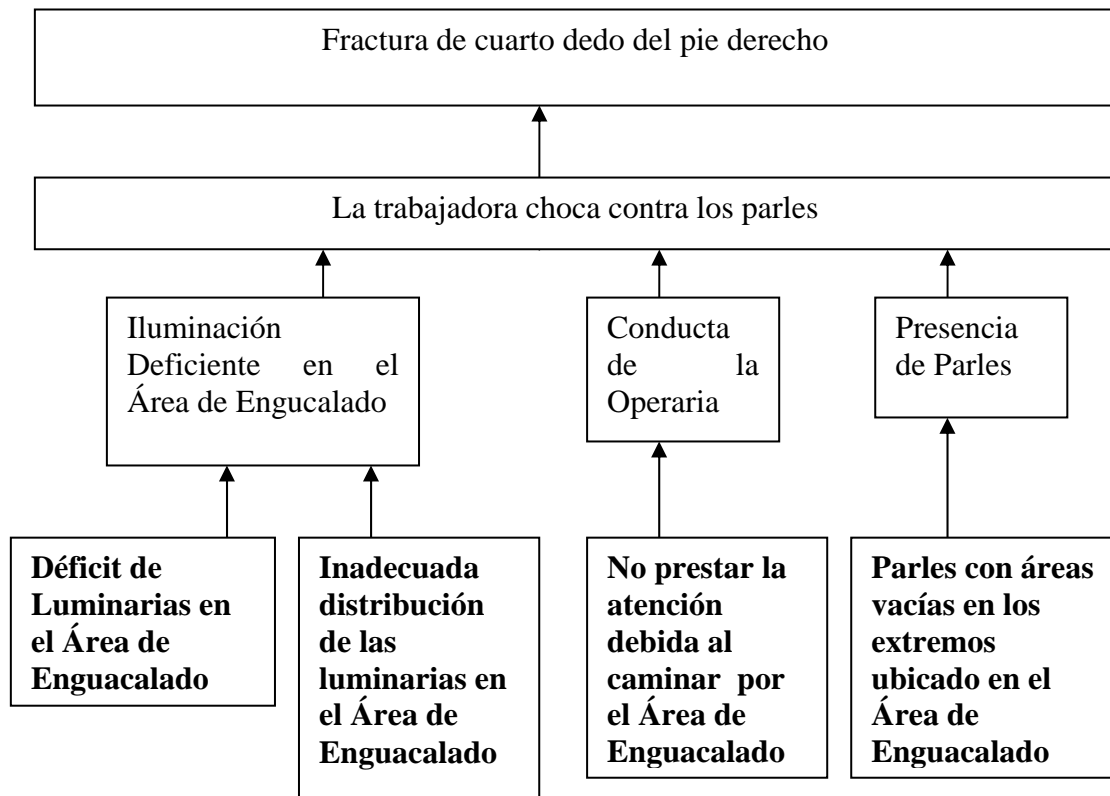 Fractura de cuarto dedo del pie derecho
La trabajadora choca contra los parles
Iluminación
Deficiente en el
Área de Engucalado
Conducta
de la
Operaria
Presencia
de Parles
Déficit de
Luminarias en
el Área de
Enguacalado
Inadecuada
distribución
de las
luminarias en
el Área de
Enguacalado
No prestar la
atención
debida al
caminar por
el Área de
Enguacalado
Parles con áreas
vacías en los
extremos
ubicado en el
Área de
Enguacalado